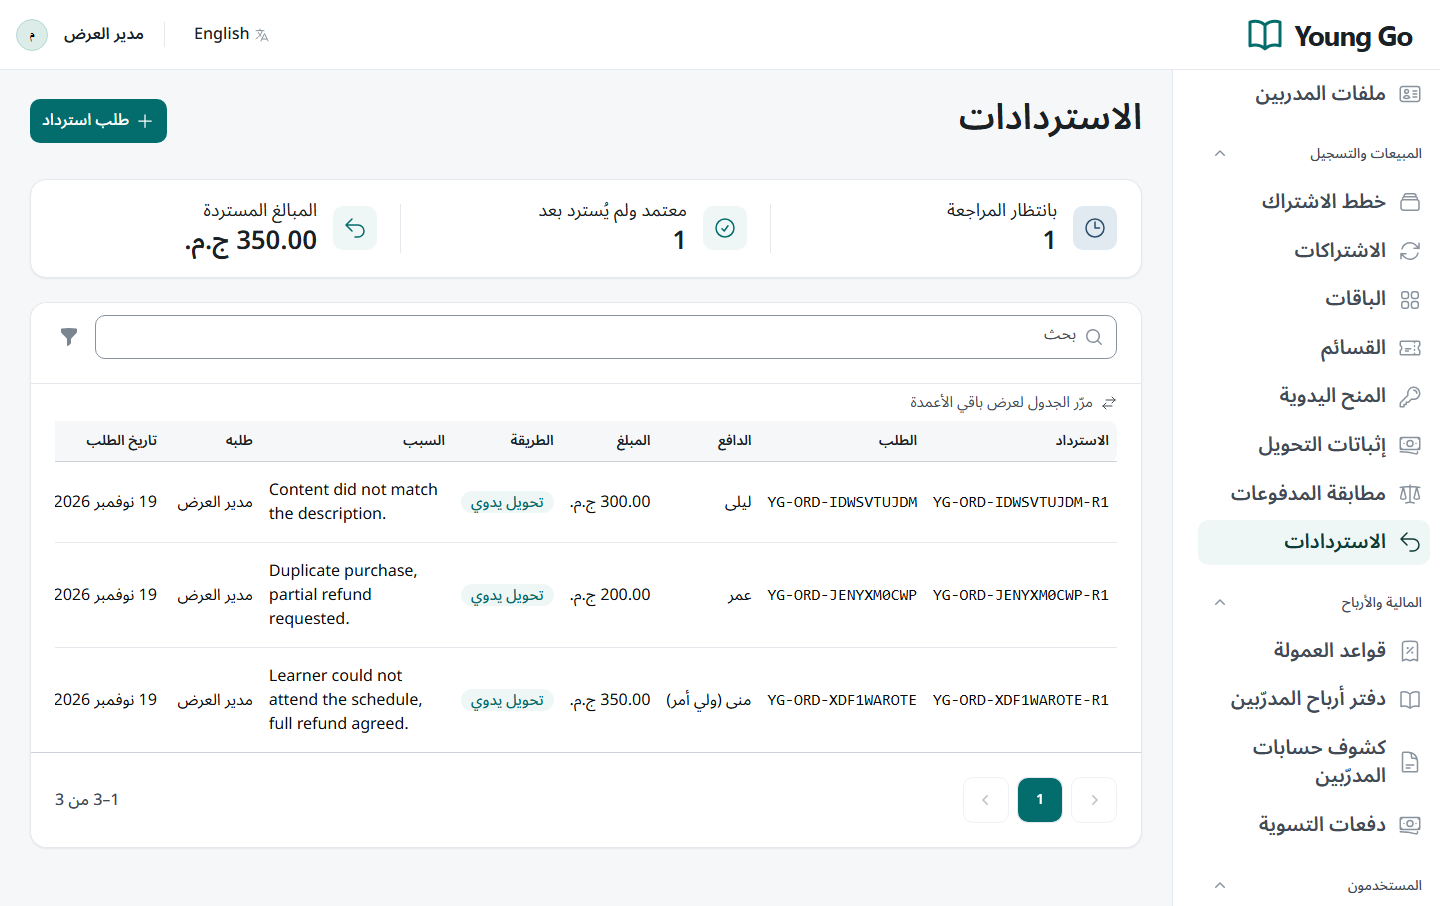 Young Go
English
مدير العرض
م
ملفات المدربين
المبيعات والتسجيل
خطط الاشتراك
الاشتراكات
الباقات
القسائم
المنح اليدوية
إثباتات التحويل
مطابقة المدفوعات
الاستردادات
المالية والأرباح
قواعد العمولة
دفتر أرباح المدرّبين
كشوف حسابات
المدرّبين
دفعات التسوية
المستخدمون
الاستردادات
طلب استرداد
بانتظار المراجعة
1
معتمد ولم يُسترد بعد
1
المبالغ المستردة
350.00 ج.م.
بحث
مرّر الجدول لعرض باقي الأعمدة
الاسترداد الطلب الدافع المبلغ الطريقة السبب طلبه تاريخ الطلب
YG-ORD-IDWSVTUJDM-R1 YG-ORD-IDWSVTUJDM ليلى 300.00 ج.م. تحويل يدوي Content did not match
the description. مدير العرض 19 نوفمبر 2026
YG-ORD-JENYXM0CWP-R1 YG-ORD-JENYXM0CWP عمر 200.00 ج.م. تحويل يدوي Duplicate purchase,
partial refund
requested. مدير العرض 19 نوفمبر 2026
YG-ORD-XDF1WAROTE-R1 YG-ORD-XDF1WAROTE منى (ولي أمر) 350.00 ج.م. تحويل يدوي Learner could not
attend the schedule,
full refund agreed. مدير العرض 19 نوفمبر 2026
1
1–3 من 3